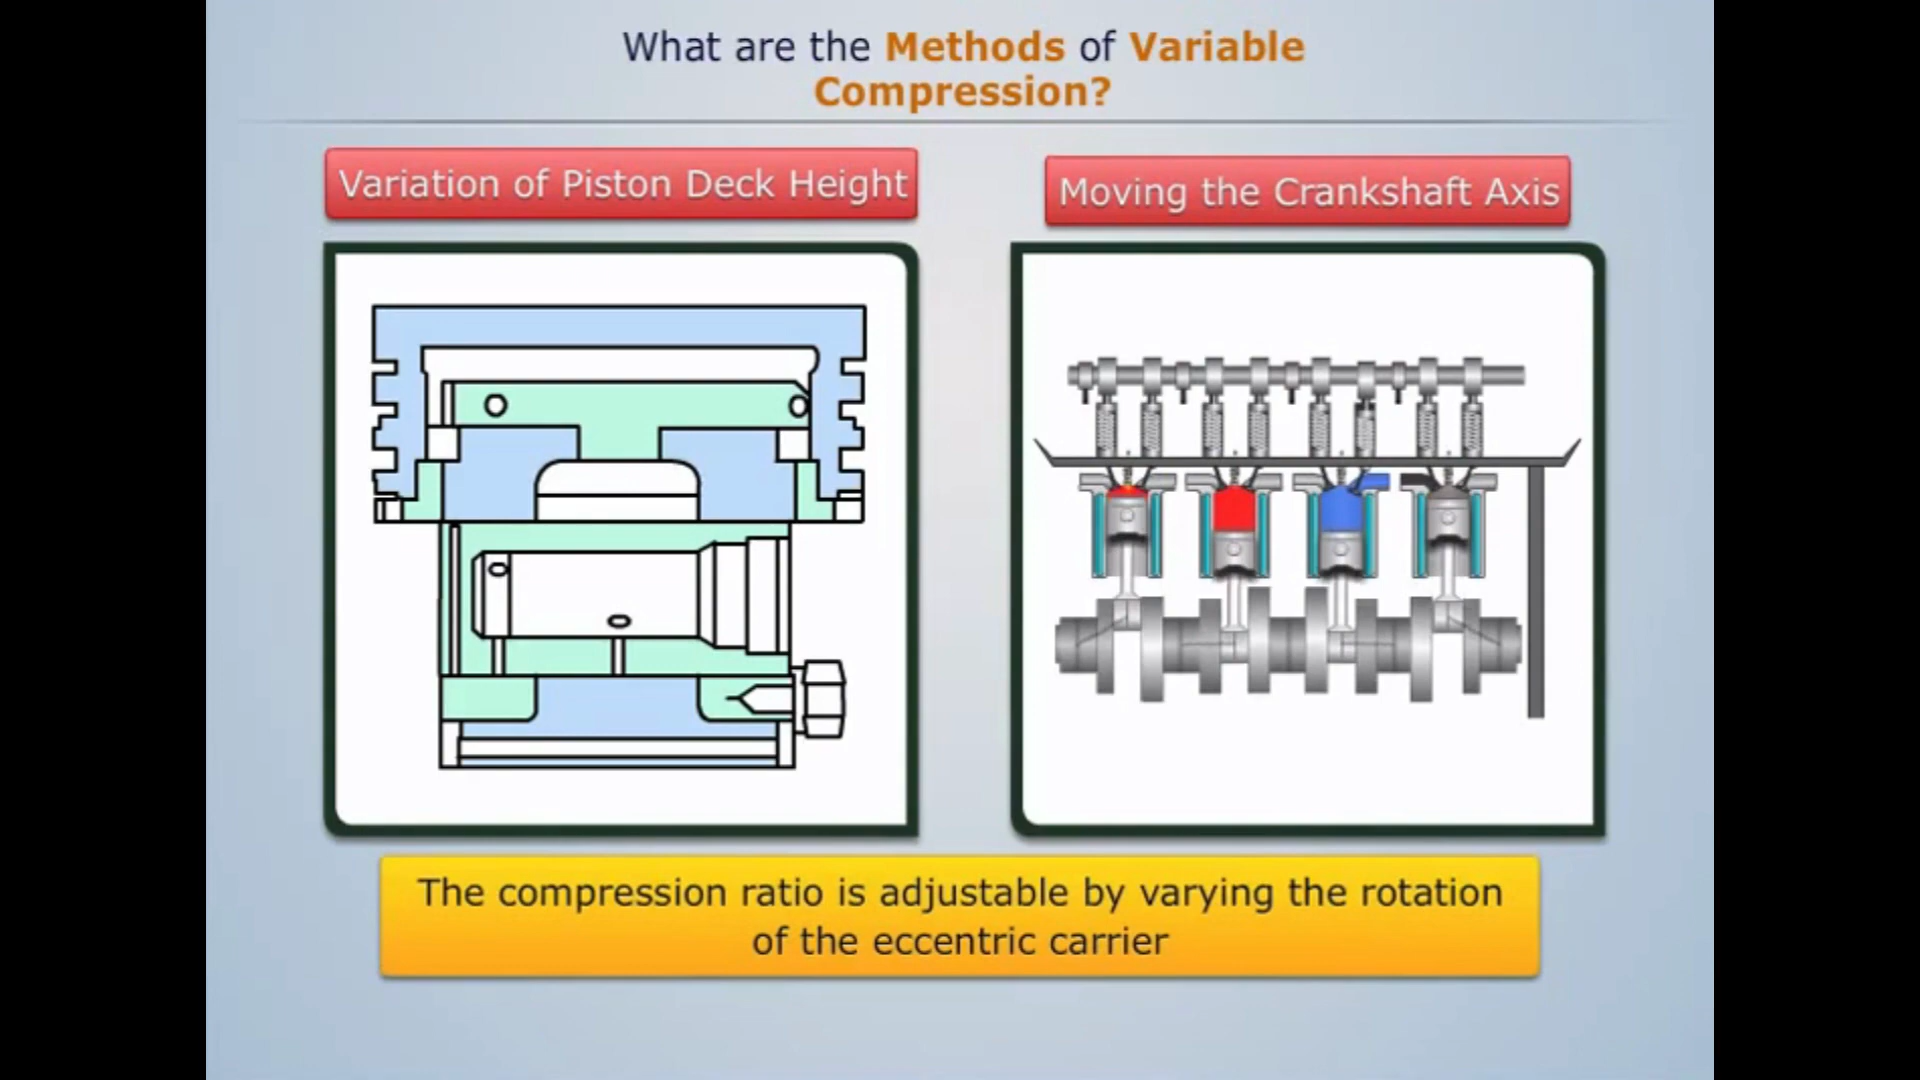 What are the Methods of Variable
Compression?
Variation of Piston Deck Height
Moving the Crankshaft Axis
The compression ratio is adjustable by varying the rotation
of the eccentric carrier